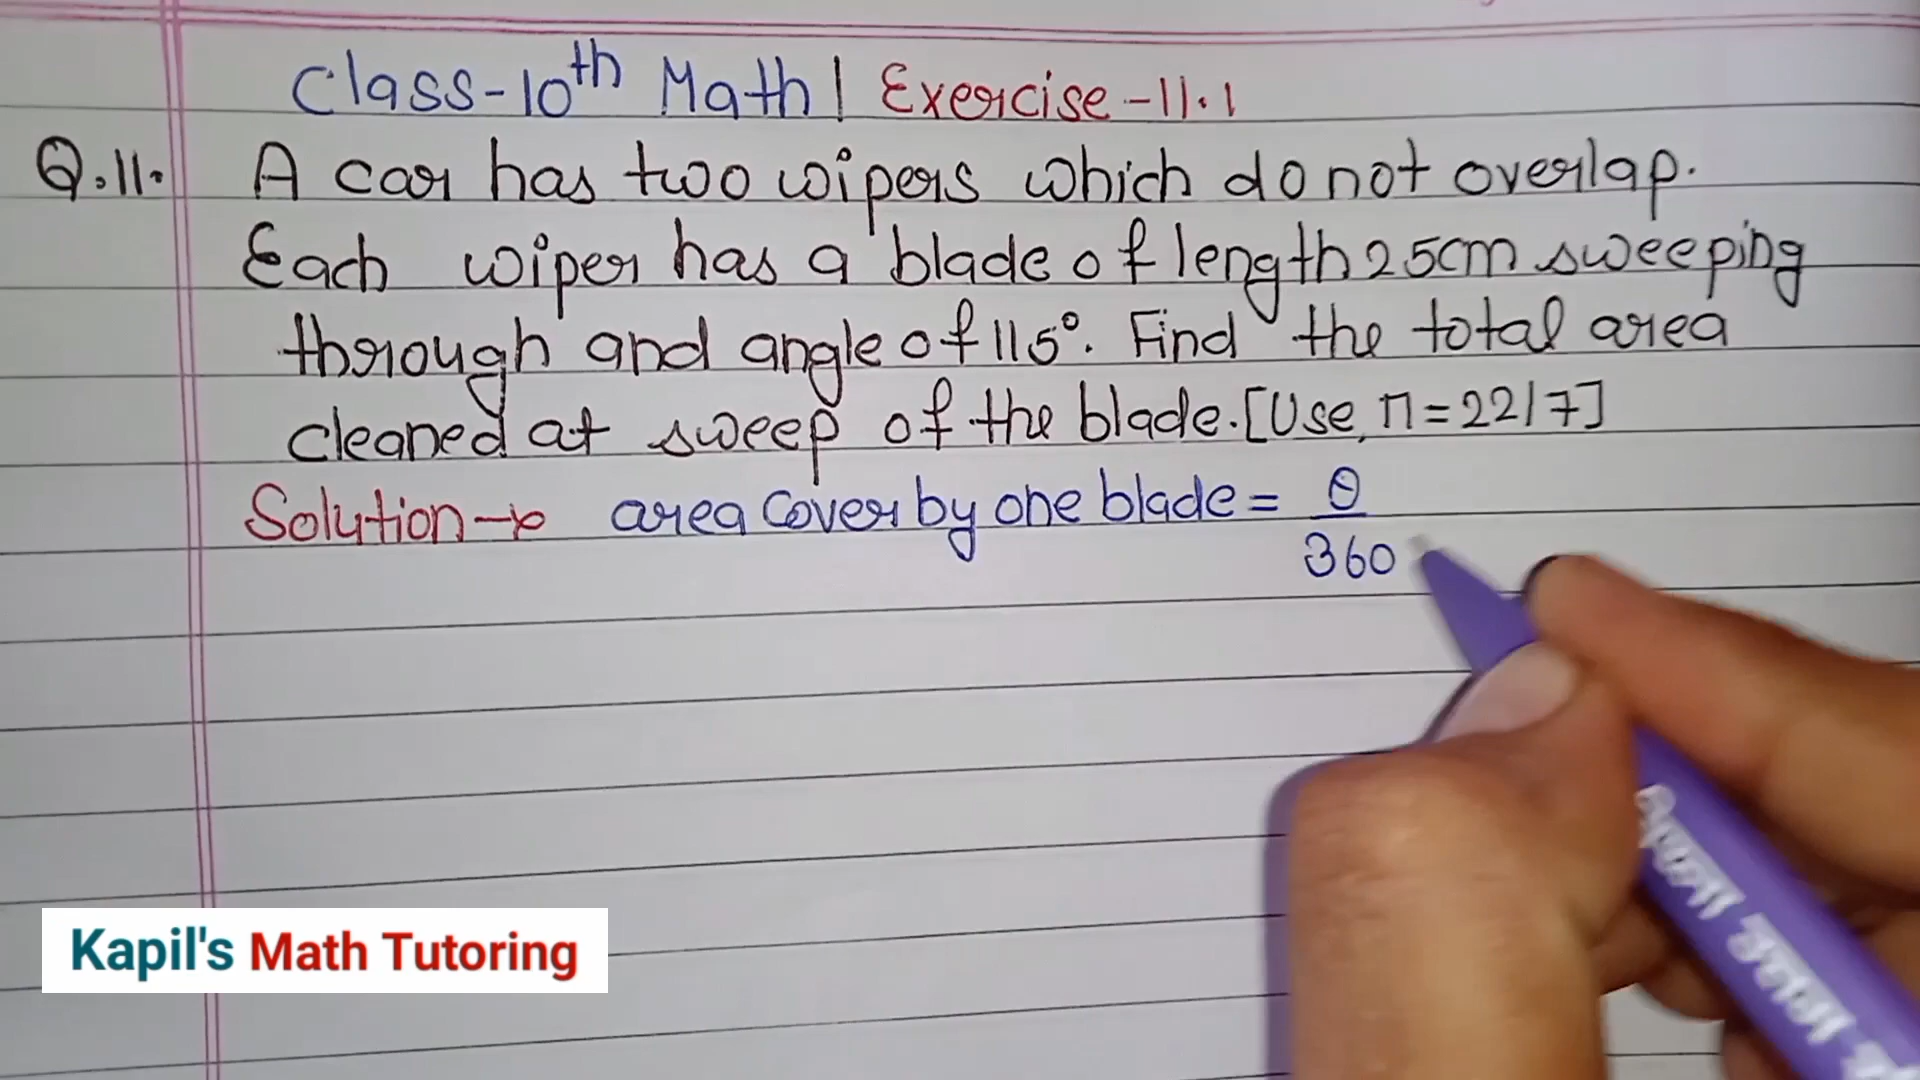 Class-10th Math | Exercise-11.1
Q.11. A car has two wipers which do not overlap.
Each wiper has a blade of length 25cm sweeping
through and angle of 115°. Find the total area
cleaned at sweep of the blade. [Use, π = 22/7]
Solution→ area cover by one blade = θ
360
Kapil's Math Tutoring